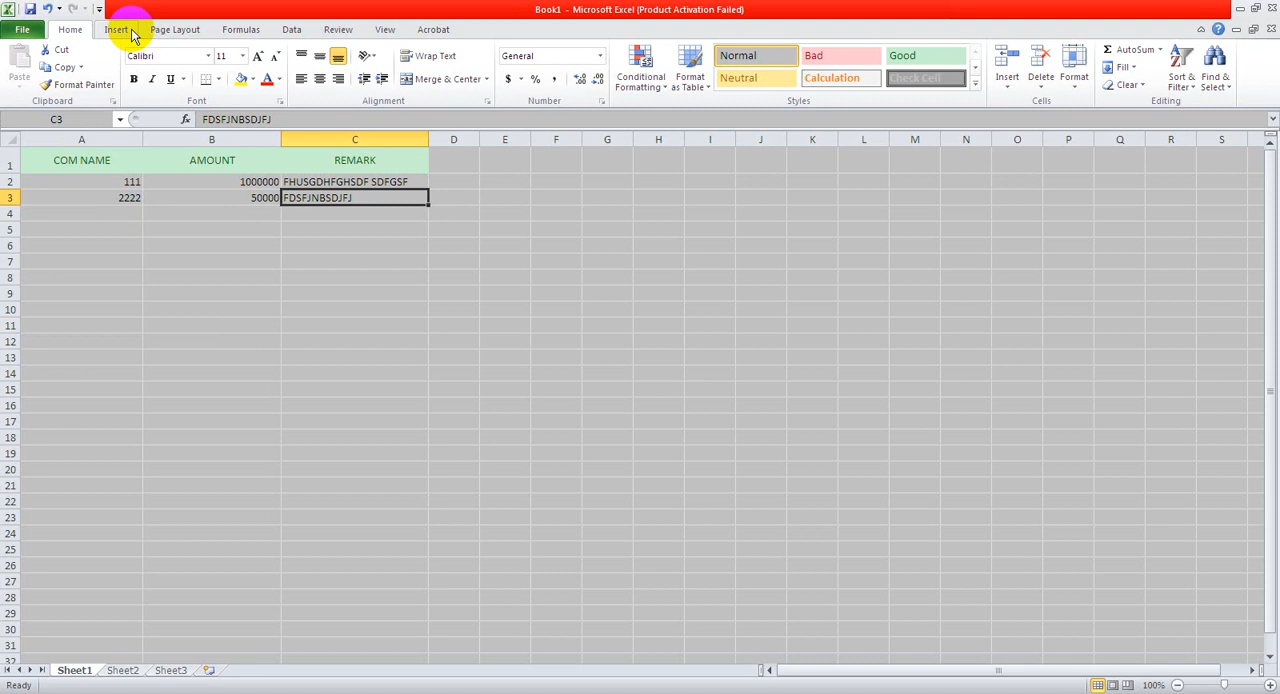 Book1 - Microsoft Excel (Product Activation Failed)
File Home Insert Page Layout Formulas Data Review View Acrobat
Paste Cut Copy Format Painter Clipboard
Calibri 11 B I U Font
Wrap Text Merge & Center Alignment
General $ % , Number
Conditional Formatting Format as Table Normal Bad Good Neutral Calculation Check Cell Styles
Insert Delete Format Cells
Σ AutoSum Fill Clear Sort & Filter Find & Select Editing
C3 fx FDSFJNBSDJFJ
A B C D E F G H I J K L M N O P Q R S
1 COM NAME AMOUNT REMARK
2 111 1000000 FHUSGDHFGHSDF SDFGSF
3 2222 50000 FDSFJNBSDJFJ
4
5
6
7
8
9
10
11
12
13
14
15
16
17
18
19
20
21
22
23
24
25
26
27
28
29
30
31
32
Sheet1 Sheet2 Sheet3
Ready 100%